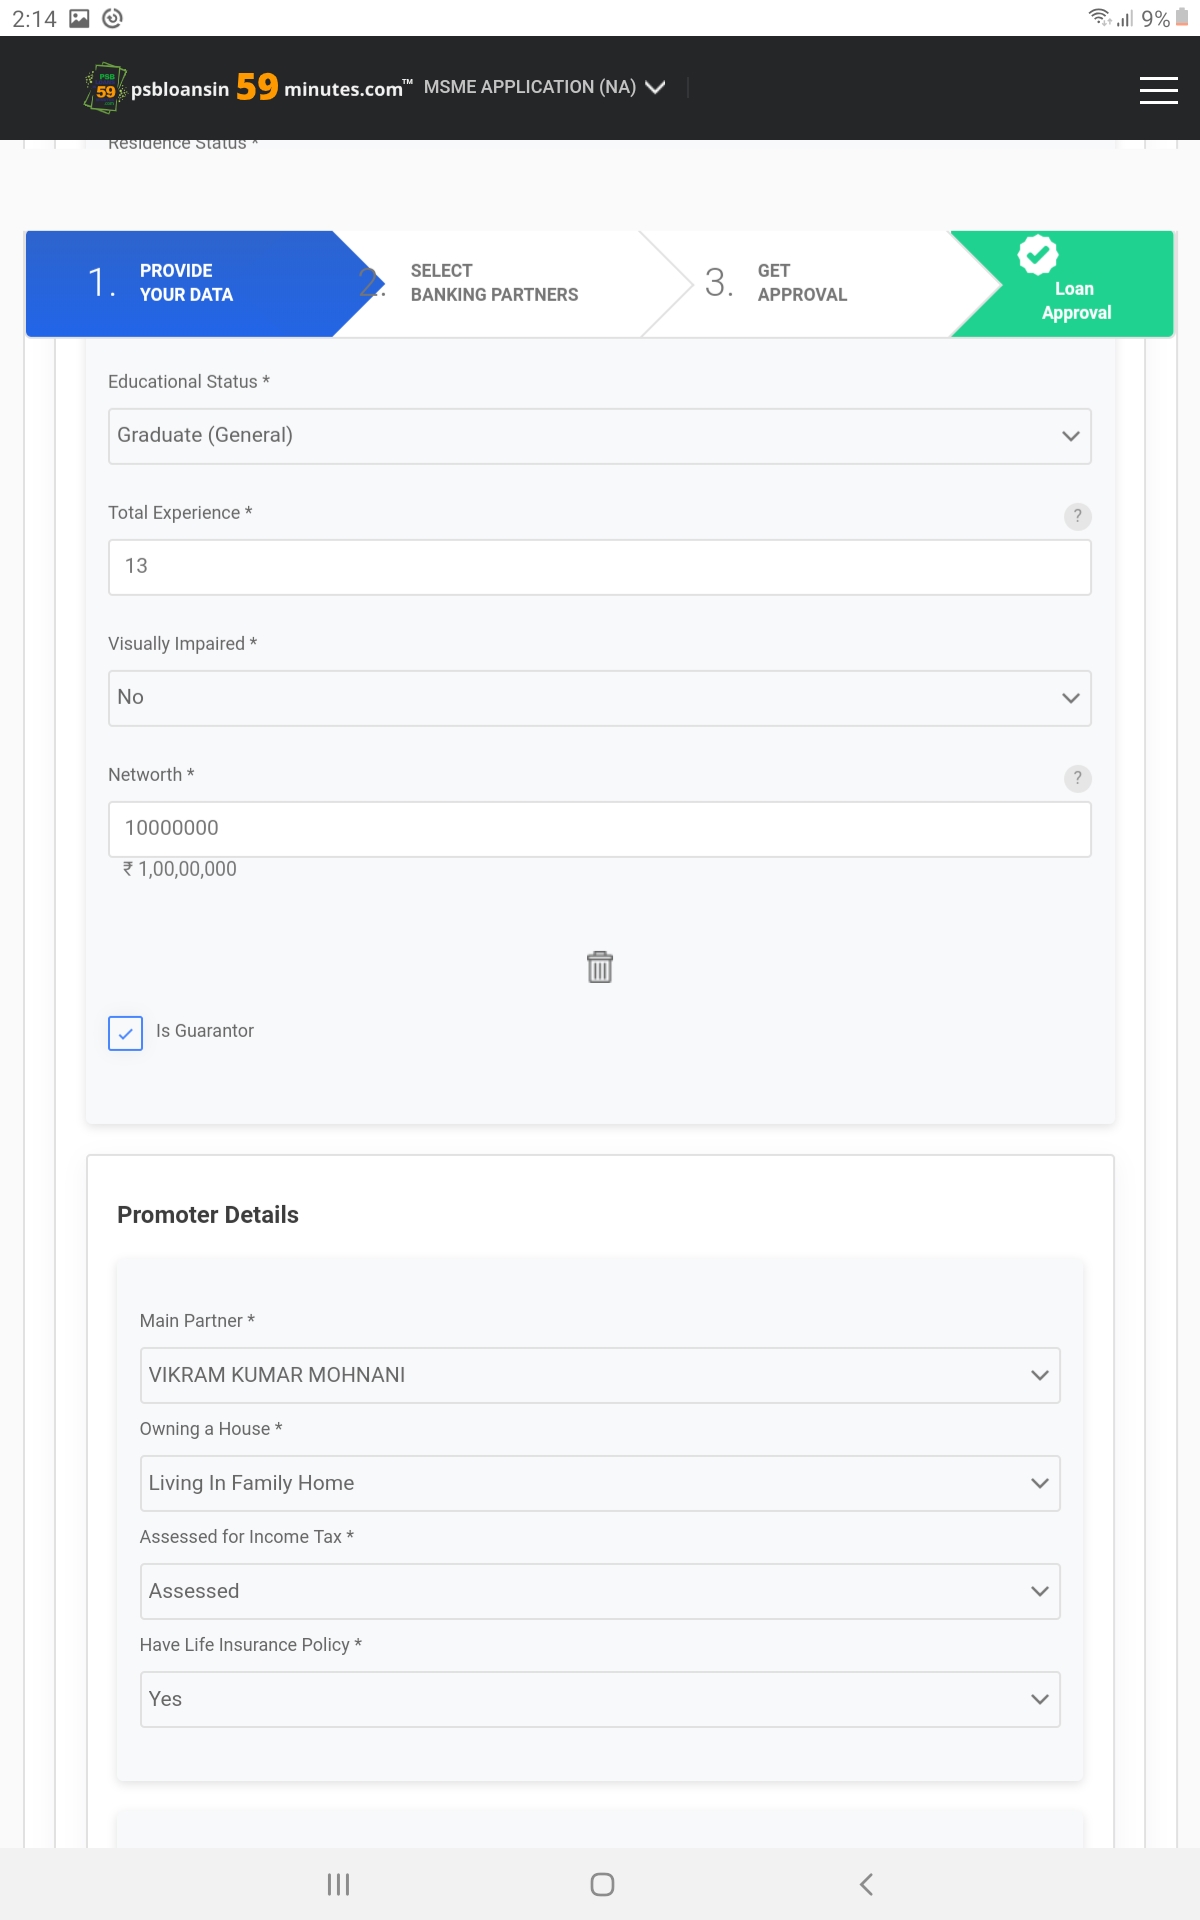 2:14
9%
PSB
59
.com
psbloansin 59 minutes.com™
MSME APPLICATION (NA)
Residence Status *
1. PROVIDE
YOUR DATA
2. SELECT
BANKING PARTNERS
3. GET
APPROVAL
Loan
Approval
Educational Status *
Graduate (General)
Total Experience *
?
13
Visually Impaired *
No
Networth *
?
10000000
₹ 1,00,00,000
Is Guarantor
Promoter Details
Main Partner *
VIKRAM KUMAR MOHNANI
Owning a House *
Living In Family Home
Assessed for Income Tax *
Assessed
Have Life Insurance Policy *
Yes